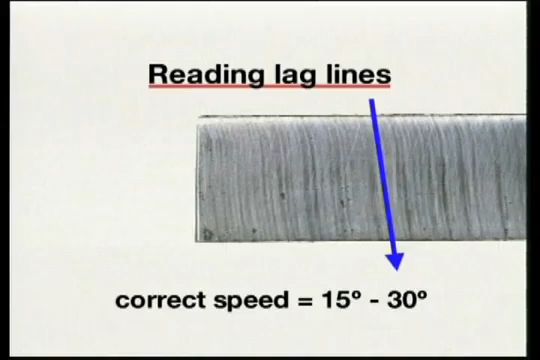 Reading lag lines
correct speed = 15º - 30º